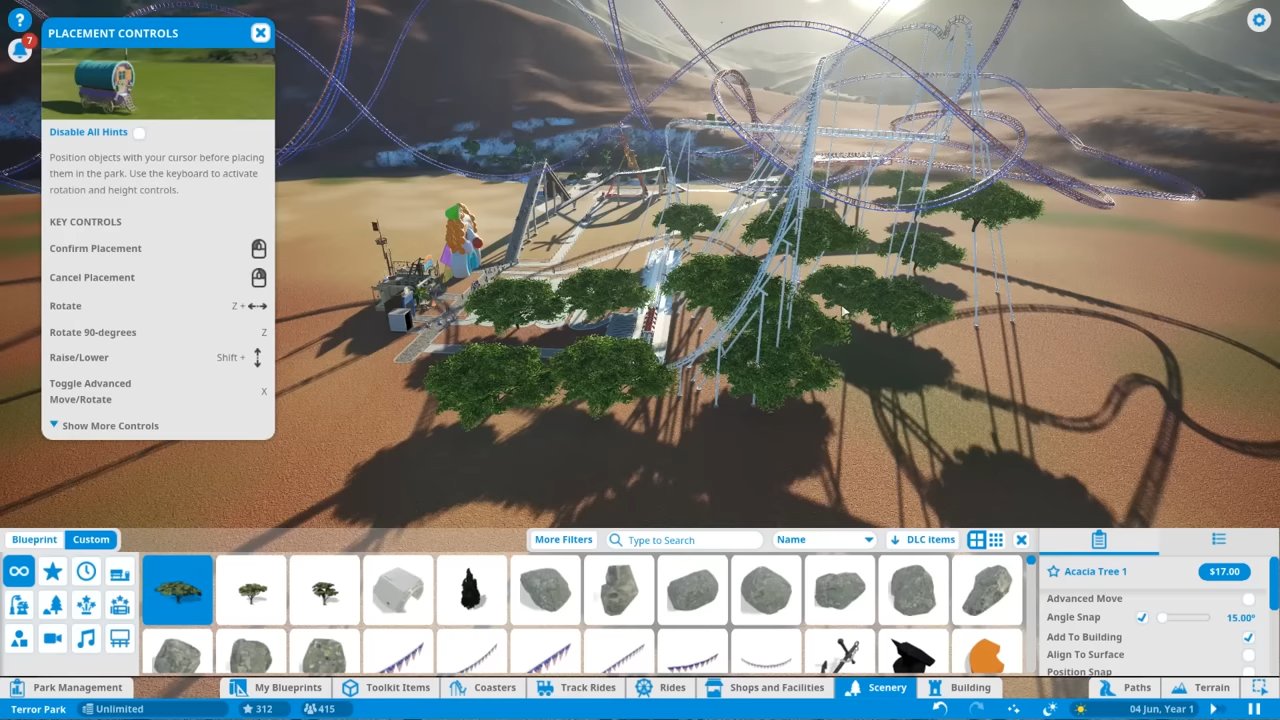 ?
7
PLACEMENT CONTROLS
Disable All Hints
Position objects with your cursor before placing
them in the park. Use the keyboard to activate
rotation and height controls.
KEY CONTROLS
Confirm Placement
Cancel Placement
Rotate Z +
Rotate 90-degrees Z
Raise/Lower Shift +
Toggle Advanced
Move/Rotate X
Show More Controls
Blueprint Custom More Filters Type to Search Name DLC items
Acacia Tree 1 $17.00
Advanced Move
Angle Snap 15.00°
Add To Building
Align To Surface
Position Snap
Park Management My Blueprints Toolkit Items Coasters Track Rides Rides Shops and Facilities Scenery Building Paths Terrain
Terror Park Unlimited 312 415 04 Jun, Year 1